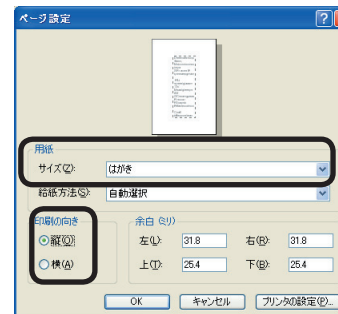 ページ設定
用紙
サイズ(Z): はがき
給紙方法(S): 自動選択
印刷の向き 余白(ミリ)
縦(O) 左(L): 31.8 右(R): 31.8
横(A) 上(T): 25.4 下(B): 25.4
OK キャンセル プリンタの設定(P)...